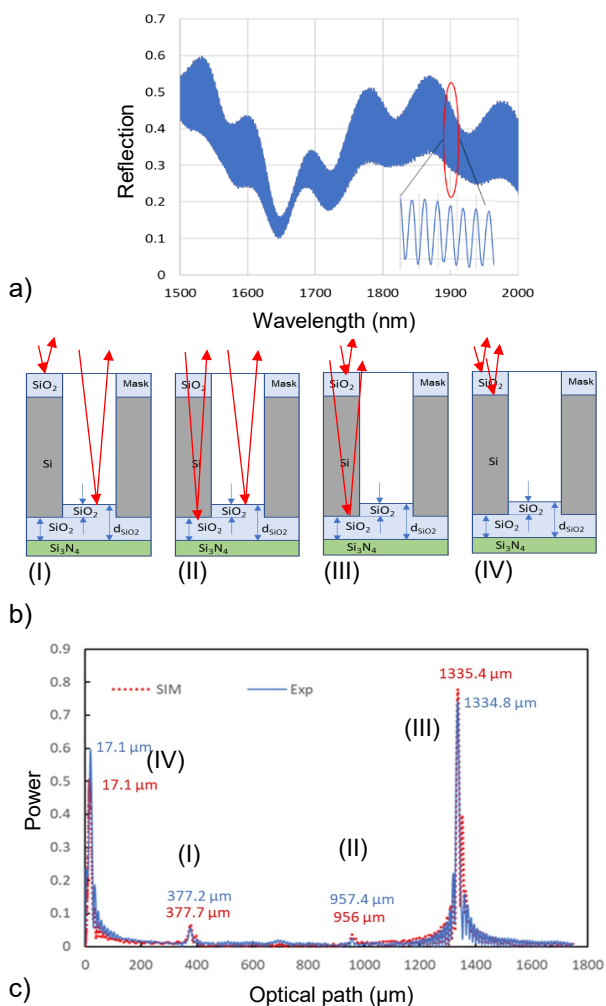 0.7
0.6
0.5
0.4
0.3
0.2
0.1
0
Reflection
1500 1600 1700 1800 1900 2000
Wavelength (nm)
a)
SiO2 Mask SiO2 Mask SiO2 Mask SiO2 Mask
Si Si Si Si
SiO2 SiO2 SiO2 SiO2
SiO2 dSiO2 SiO2 dSiO2 SiO2 dSiO2 SiO2 dSiO2
Si3N4 Si3N4 Si3N4 Si3N4
(I) (II) (III) (IV)
b)
0.9
0.8
0.7
0.6
0.5
0.4
0.3
0.2
0.1
0
Power
SIM Exp
1335.4 µm
1334.8 µm
(III)
17.1 µm
(IV)
17.1 µm
(I)
377.2 µm
377.7 µm
(II)
957.4 µm
956 µm
0 200 400 600 800 1000 1200 1400 1600 1800
Optical path (µm)
c)